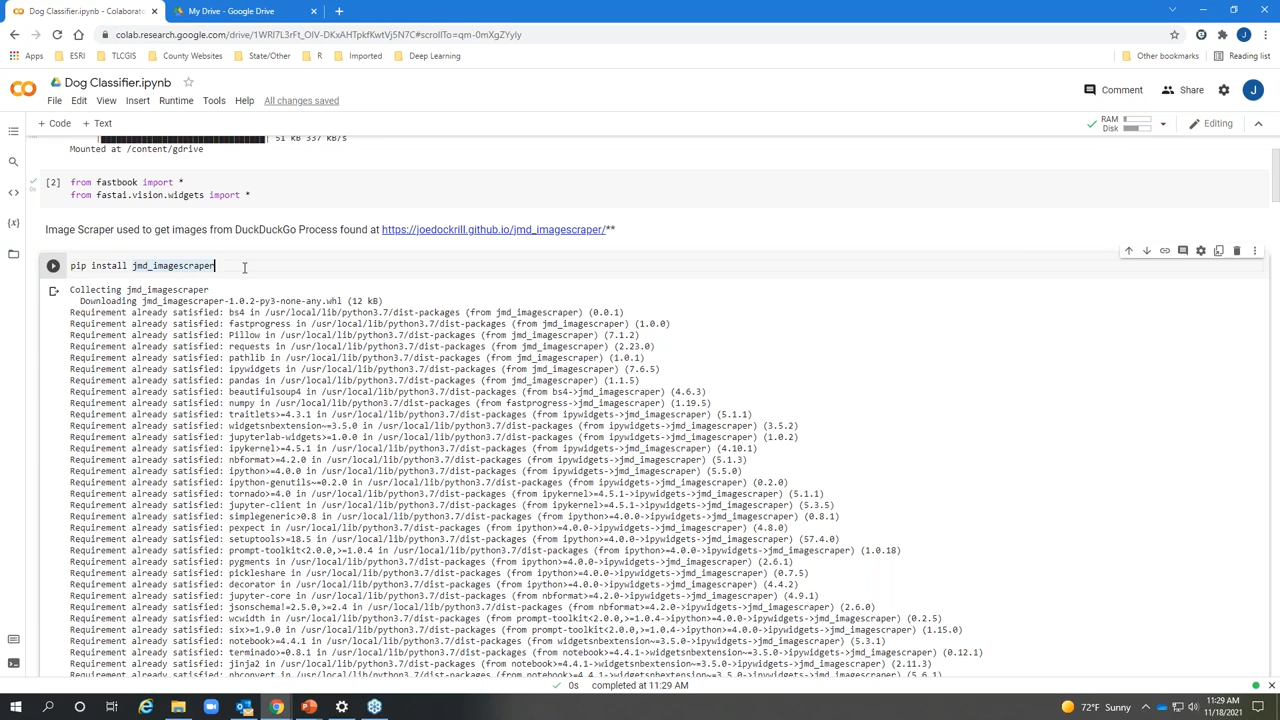 Dog Classifier.ipynb - Colaborat
My Drive - Google Drive
colab.research.google.com/drive/1WRI7L3rFt_OIV-DKxAHTpkfKwtVj5N7C#scrollTo=qm-0mXgZYyIy
Apps
ESRI
TLCGIS
County Websites
State/Other
R
Imported
Deep Learning
Other bookmarks
Reading list
Dog Classifier.ipynb
Comment
Share
J
File Edit View Insert Runtime Tools Help All changes saved
+ Code + Text
RAM
Disk
Editing
51 kB 337 kB/s
Mounted at /content/gdrive
[2] from fastbook import *
0s
from fastai.vision.widgets import *
Image Scraper used to get images from DuckDuckGo Process found at https://joedockrill.github.io/jmd_imagescraper/**
pip install jmd_imagescraper
Collecting jmd_imagescraper
Downloading jmd_imagescraper-1.0.2-py3-none-any.whl (12 kB)
Requirement already satisfied: bs4 in /usr/local/lib/python3.7/dist-packages (from jmd_imagescraper) (0.0.1)
Requirement already satisfied: fastprogress in /usr/local/lib/python3.7/dist-packages (from jmd_imagescraper) (1.0.0)
Requirement already satisfied: Pillow in /usr/local/lib/python3.7/dist-packages (from jmd_imagescraper) (7.1.2)
Requirement already satisfied: requests in /usr/local/lib/python3.7/dist-packages (from jmd_imagescraper) (2.23.0)
Requirement already satisfied: pathlib in /usr/local/lib/python3.7/dist-packages (from jmd_imagescraper) (1.0.1)
Requirement already satisfied: ipywidgets in /usr/local/lib/python3.7/dist-packages (from jmd_imagescraper) (7.6.5)
Requirement already satisfied: pandas in /usr/local/lib/python3.7/dist-packages (from jmd_imagescraper) (1.1.5)
Requirement already satisfied: beautifulsoup4 in /usr/local/lib/python3.7/dist-packages (from bs4->jmd_imagescraper) (4.6.3)
Requirement already satisfied: numpy in /usr/local/lib/python3.7/dist-packages (from fastprogress->jmd_imagescraper) (1.19.5)
Requirement already satisfied: traitlets>=4.3.1 in /usr/local/lib/python3.7/dist-packages (from ipywidgets->jmd_imagescraper) (5.1.1)
Requirement already satisfied: widgetsnbextension~=3.5.0 in /usr/local/lib/python3.7/dist-packages (from ipywidgets->jmd_imagescraper) (3.5.2)
Requirement already satisfied: jupyterlab-widgets>=1.0.0 in /usr/local/lib/python3.7/dist-packages (from ipywidgets->jmd_imagescraper) (1.0.2)
Requirement already satisfied: ipykernel>=4.5.1 in /usr/local/lib/python3.7/dist-packages (from ipywidgets->jmd_imagescraper) (4.10.1)
Requirement already satisfied: nbformat>=4.2.0 in /usr/local/lib/python3.7/dist-packages (from ipywidgets->jmd_imagescraper) (5.1.3)
Requirement already satisfied: ipython>=4.0.0 in /usr/local/lib/python3.7/dist-packages (from ipywidgets->jmd_imagescraper) (5.5.0)
Requirement already satisfied: ipython-genutils~=0.2.0 in /usr/local/lib/python3.7/dist-packages (from ipywidgets->jmd_imagescraper) (0.2.0)
Requirement already satisfied: tornado>=4.0 in /usr/local/lib/python3.7/dist-packages (from ipykernel>=4.5.1->ipywidgets->jmd_imagescraper) (5.1.1)
Requirement already satisfied: jupyter-client in /usr/local/lib/python3.7/dist-packages (from ipykernel>=4.5.1->ipywidgets->jmd_imagescraper) (5.3.5)
Requirement already satisfied: simplegeneric>0.8 in /usr/local/lib/python3.7/dist-packages (from ipython>=4.0.0->ipywidgets->jmd_imagescraper) (0.8.1)
Requirement already satisfied: pexpect in /usr/local/lib/python3.7/dist-packages (from ipython>=4.0.0->ipywidgets->jmd_imagescraper) (4.8.0)
Requirement already satisfied: setuptools>=18.5 in /usr/local/lib/python3.7/dist-packages (from ipython>=4.0.0->ipywidgets->jmd_imagescraper) (57.4.0)
Requirement already satisfied: prompt-toolkit<2.0.0,>=1.0.4 in /usr/local/lib/python3.7/dist-packages (from ipython>=4.0.0->ipywidgets->jmd_imagescraper) (1.0.18)
Requirement already satisfied: pygments in /usr/local/lib/python3.7/dist-packages (from ipython>=4.0.0->ipywidgets->jmd_imagescraper) (2.6.1)
Requirement already satisfied: pickleshare in /usr/local/lib/python3.7/dist-packages (from ipython>=4.0.0->ipywidgets->jmd_imagescraper) (0.7.5)
Requirement already satisfied: decorator in /usr/local/lib/python3.7/dist-packages (from ipython>=4.0.0->ipywidgets->jmd_imagescraper) (4.4.2)
Requirement already satisfied: jupyter-core in /usr/local/lib/python3.7/dist-packages (from nbformat>=4.2.0->ipywidgets->jmd_imagescraper) (4.9.1)
Requirement already satisfied: jsonschema!=2.5.0,>=2.4 in /usr/local/lib/python3.7/dist-packages (from nbformat>=4.2.0->ipywidgets->jmd_imagescraper) (2.6.0)
Requirement already satisfied: wcwidth in /usr/local/lib/python3.7/dist-packages (from prompt-toolkit<2.0.0,>=1.0.4->ipython>=4.0.0->ipywidgets->jmd_imagescraper) (0.2.5)
Requirement already satisfied: six>=1.9.0 in /usr/local/lib/python3.7/dist-packages (from prompt-toolkit<2.0.0,>=1.0.4->ipython>=4.0.0->ipywidgets->jmd_imagescraper) (1.15.0)
Requirement already satisfied: notebook>=4.4.1 in /usr/local/lib/python3.7/dist-packages (from widgetsnbextension~=3.5.0->ipywidgets->jmd_imagescraper) (5.3.1)
Requirement already satisfied: terminado>=0.8.1 in /usr/local/lib/python3.7/dist-packages (from notebook>=4.4.1->widgetsnbextension~=3.5.0->ipywidgets->jmd_imagescraper) (0.12.1)
Requirement already satisfied: jinja2 in /usr/local/lib/python3.7/dist-packages (from notebook>=4.4.1->widgetsnbextension~=3.5.0->ipywidgets->jmd_imagescraper) (2.11.3)
Requirement already satisfied: nbconvert in /usr/local/lib/python3.7/dist-packages (from notebook>=4.4.1->widgetsnbextension~=3.5.0->ipywidgets->jmd_imagescraper) (5.6.1)
0s completed at 11:29 AM
72°F Sunny
11:29 AM
11/18/2021